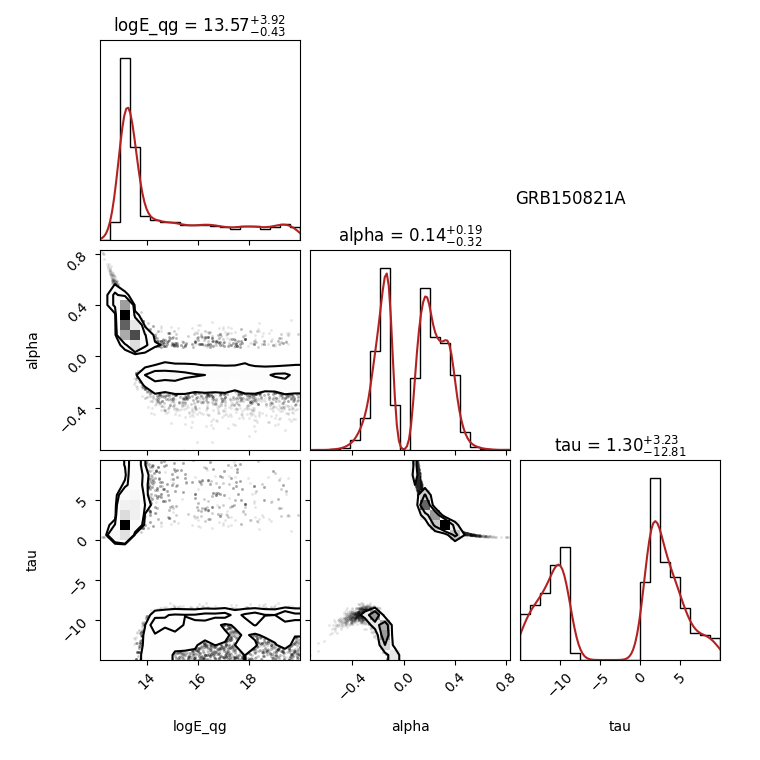 logE_qg = 13.57+3.92−0.43
GRB150821A
alpha = 0.14+0.19−0.32
alpha
0.8
0.4
0.0
−0.4
tau = 1.30+3.23−12.81
tau
5
0
−5
−10
14 16 18
−0.4 0.0 0.4 0.8
−10 −5 0 5
logE_qg alpha tau